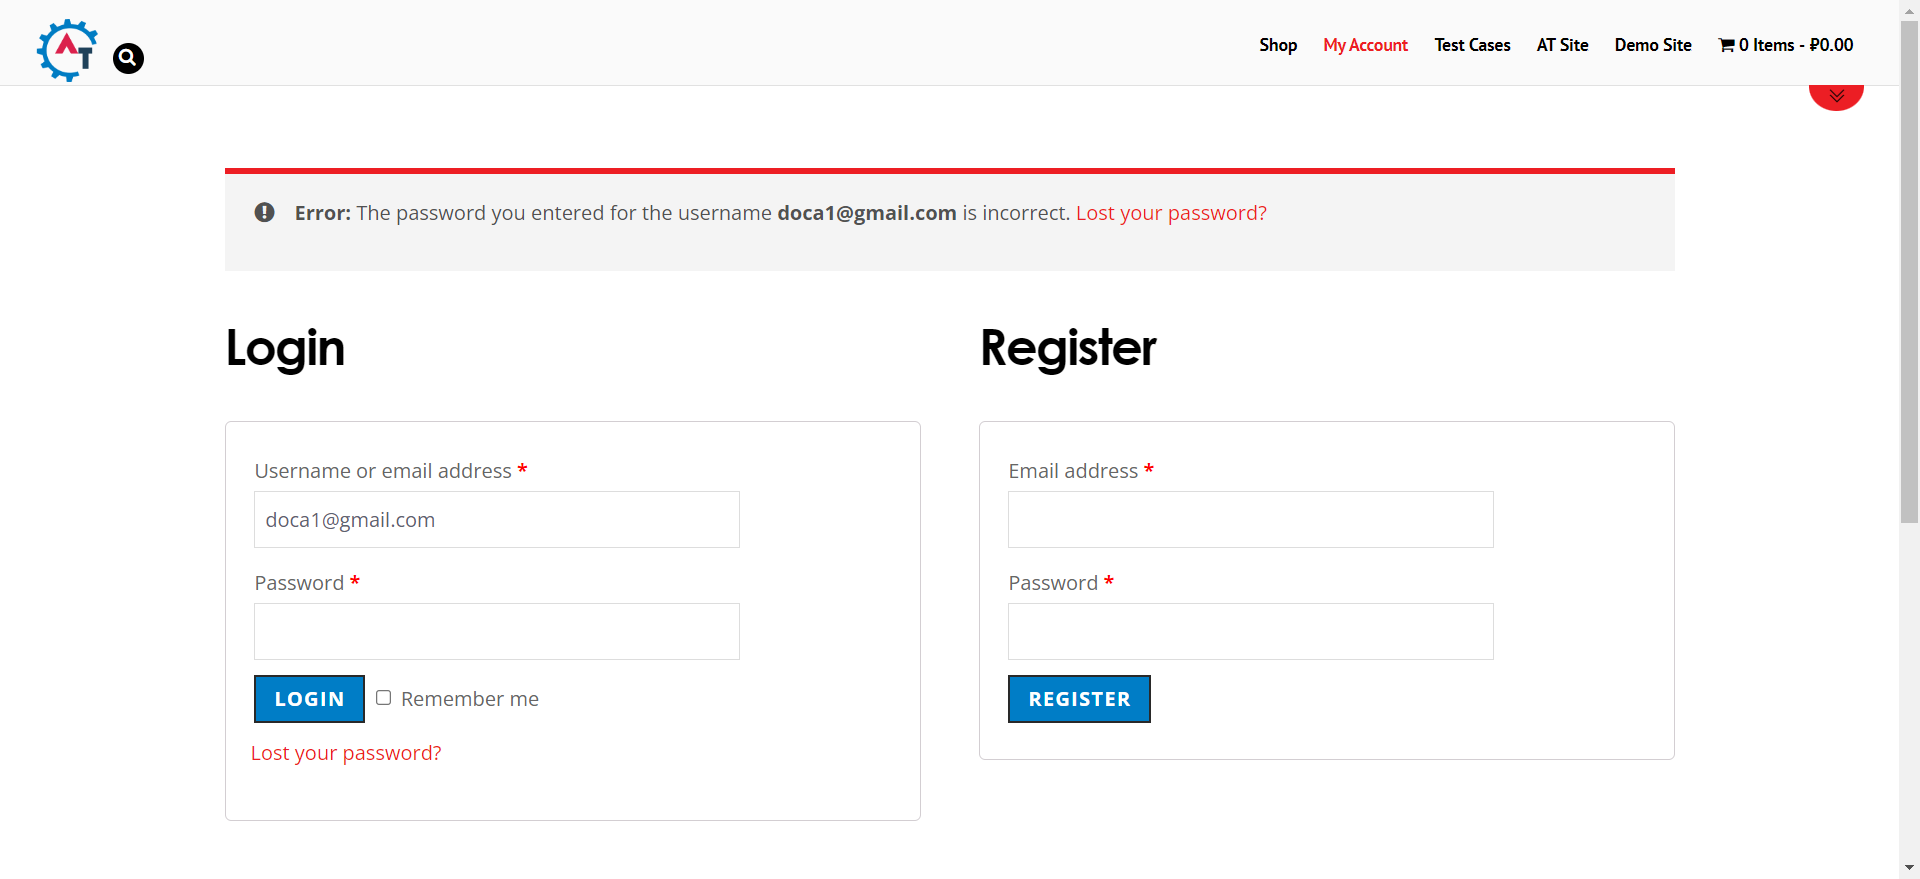 AT
Shop My Account Test Cases AT Site Demo Site 0 Items - ₽0.00
Error: The password you entered for the username doca1@gmail.com is incorrect. Lost your password?
Login
Username or email address *
doca1@gmail.com
Password *
LOGIN Remember me
Lost your password?
Register
Email address *
Password *
REGISTER